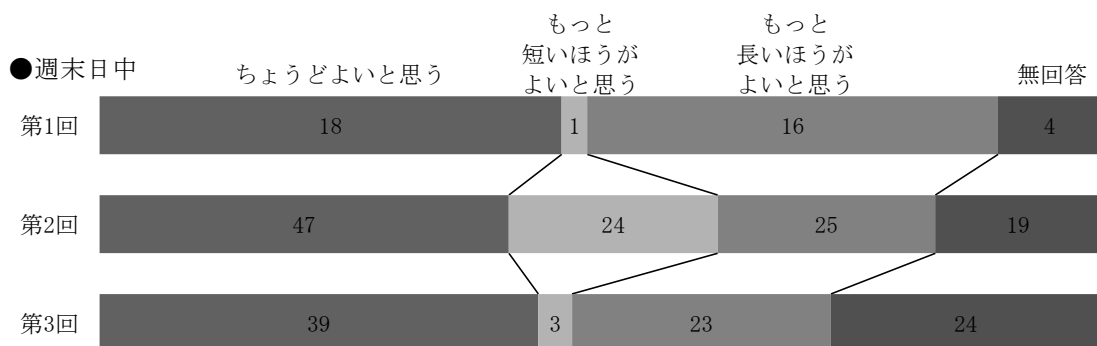 ●週末日中
ちょうどよいと思う
もっと
短いほうが
よいと思う
もっと
長いほうが
よいと思う
無回答
第1回
18
1
16
4
第2回
47
24
25
19
第3回
39
3
23
24